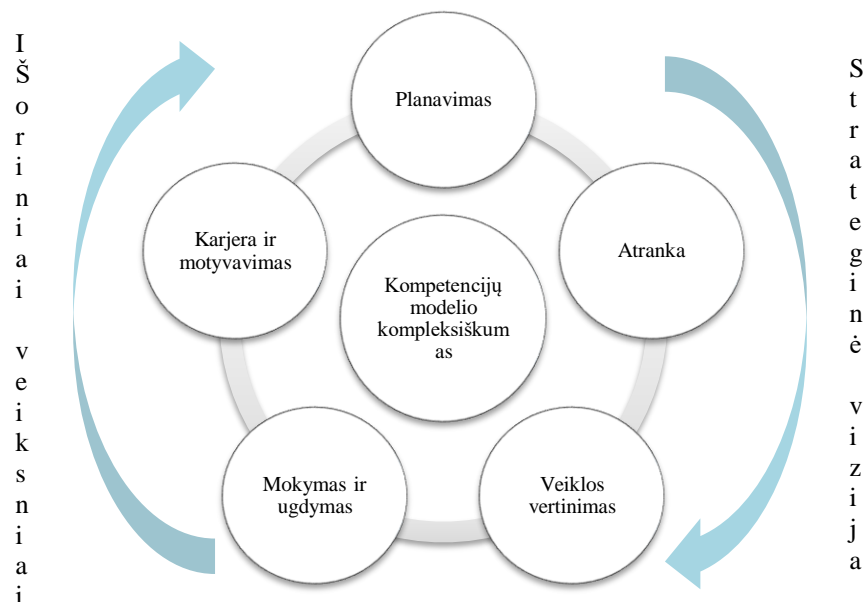 IŠoriniai veiksniai
Planavimas
Strateginė vizija
Karjera ir
motyvavimas
Atranka
Kompetencijų
modelio
kompleksiškum
as
Mokymas ir
ugdymas
Veiklos
vertinimas